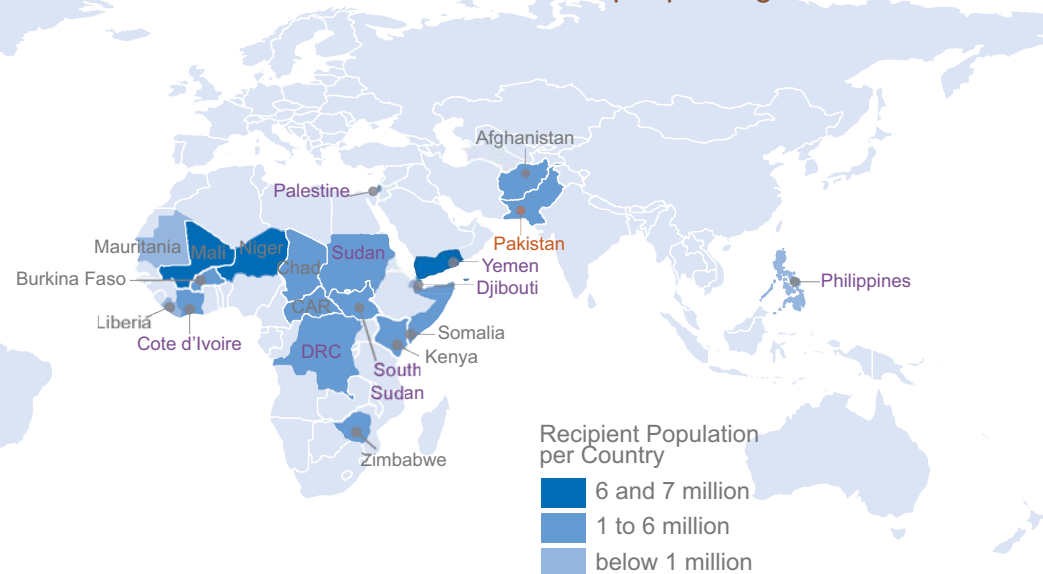 Afghanistan
Palestine
Pakistan
Mauritania
Mali
Niger
Sudan
Yemen
Chad
Burkina Faso
Djibouti
Philippines
CAR
Liberia
Somalia
Cote d'Ivoire
DRC
Kenya
South
Sudan
Zimbabwe
Recipient Population
per Country
6 and 7 million
1 to 6 million
below 1 million